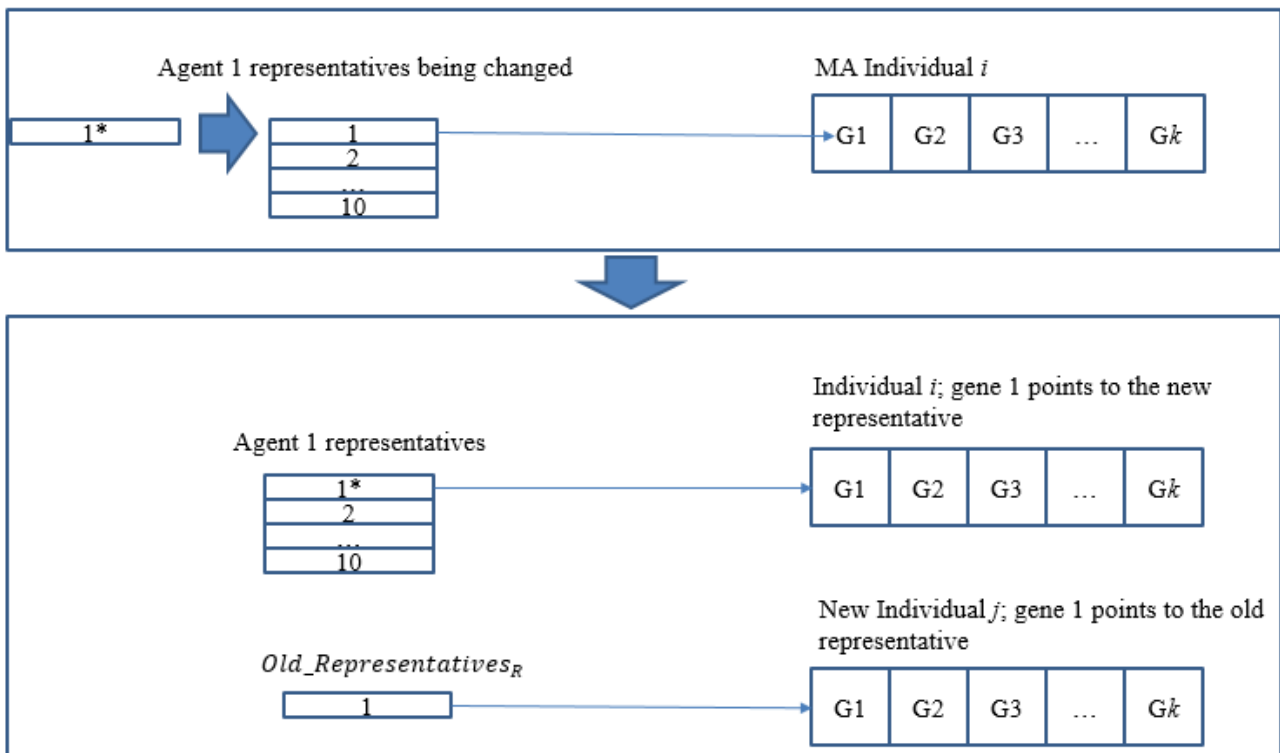 Agent 1 representatives being changed
MA Individual i
1*
1
2
...
10
G1 G2 G3 ... Gk
Individual i; gene 1 points to the new
representative
Agent 1 representatives
1*
2
...
10
G1 G2 G3 ... Gk
New Individual j; gene 1 points to the old
representative
Old_Representatives_R
1
G1 G2 G3 ... Gk